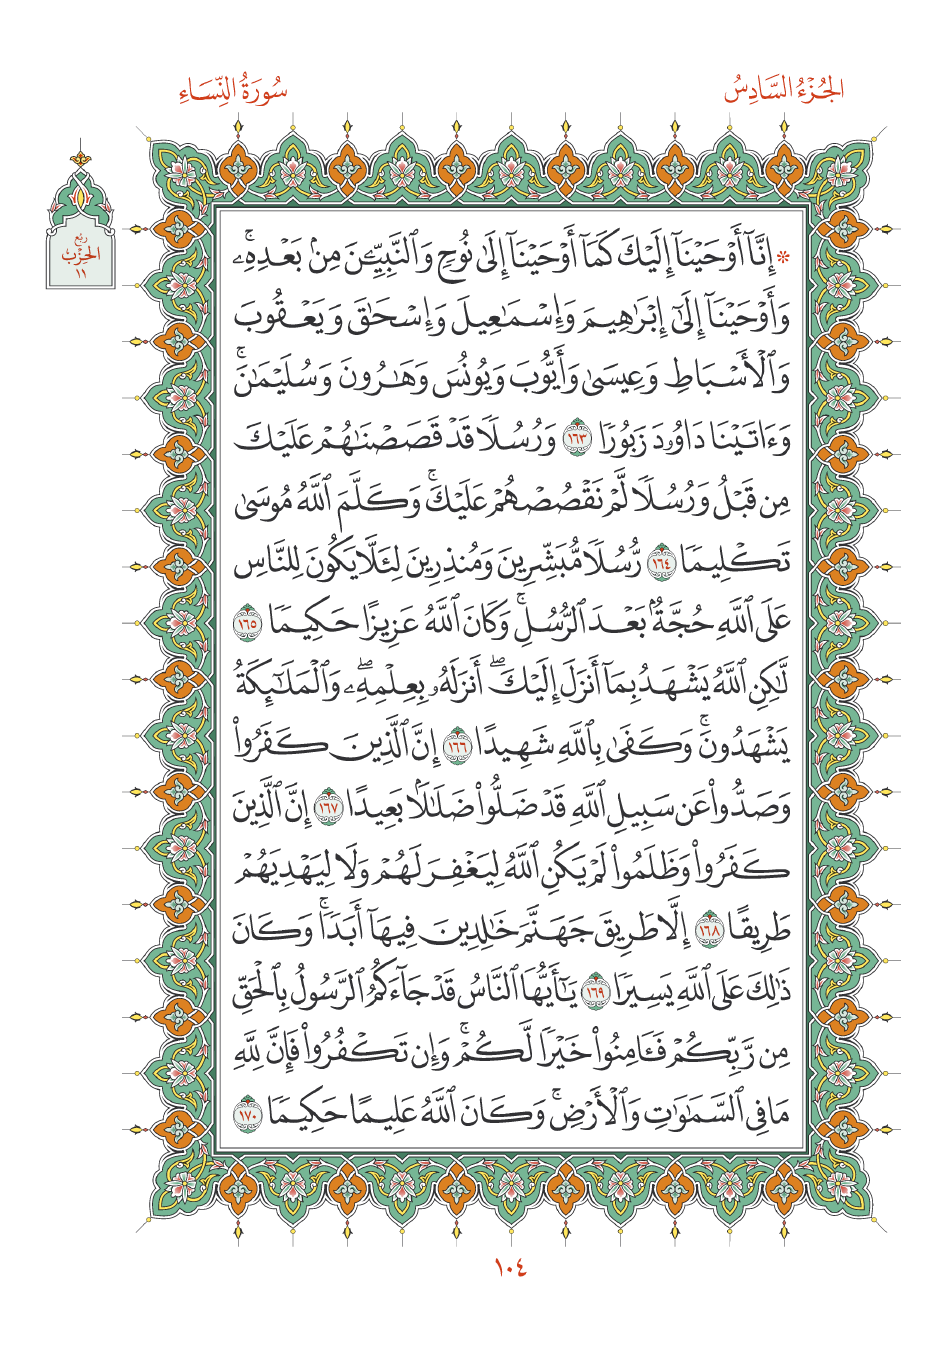 الجُزْءُ السَّادِسُ
سُورَةُ النِّسَاءِ
رُبْع
الحِزْب
١١
۞ إِنَّآ أَوْحَيْنَآ إِلَيْكَ كَمَآ أَوْحَيْنَآ إِلَىٰ نُوحٍ وَٱلنَّبِيِّـۧنَ مِنۢ بَعْدِهِۦۚ
وَأَوْحَيْنَآ إِلَىٰٓ إِبْرَٰهِيمَ وَإِسْمَٰعِيلَ وَإِسْحَٰقَ وَيَعْقُوبَ
وَٱلْأَسْبَاطِ وَعِيسَىٰ وَأَيُّوبَ وَيُونُسَ وَهَٰرُونَ وَسُلَيْمَٰنَۚ
وَءَاتَيْنَا دَاوُۥدَ زَبُورًا ١٦٣ وَرُسُلًا قَدْ قَصَصْنَٰهُمْ عَلَيْكَ
مِن قَبْلُ وَرُسُلًا لَّمْ نَقْصُصْهُمْ عَلَيْكَۚ وَكَلَّمَ ٱللَّهُ مُوسَىٰ
تَكْلِيمًا ١٦٤ رُّسُلًا مُّبَشِّرِينَ وَمُنذِرِينَ لِئَلَّا يَكُونَ لِلنَّاسِ
عَلَى ٱللَّهِ حُجَّةٌۢ بَعْدَ ٱلرُّسُلِۚ وَكَانَ ٱللَّهُ عَزِيزًا حَكِيمًا ١٦٥
لَّٰكِنِ ٱللَّهُ يَشْهَدُ بِمَآ أَنزَلَ إِلَيْكَۖ أَنزَلَهُۥ بِعِلْمِهِۦۖ وَٱلْمَلَٰٓئِكَةُ
يَشْهَدُونَۚ وَكَفَىٰ بِٱللَّهِ شَهِيدًا ١٦٦ إِنَّ ٱلَّذِينَ كَفَرُوا۟
وَصَدُّوا۟ عَن سَبِيلِ ٱللَّهِ قَدْ ضَلُّوا۟ ضَلَٰلًۢا بَعِيدًا ١٦٧ إِنَّ ٱلَّذِينَ
كَفَرُوا۟ وَظَلَمُوا۟ لَمْ يَكُنِ ٱللَّهُ لِيَغْفِرَ لَهُمْ وَلَا لِيَهْدِيَهُمْ
طَرِيقًا ١٦٨ إِلَّا طَرِيقَ جَهَنَّمَ خَٰلِدِينَ فِيهَآ أَبَدًاۚ وَكَانَ
ذَٰلِكَ عَلَى ٱللَّهِ يَسِيرًا ١٦٩ يَٰٓأَيُّهَا ٱلنَّاسُ قَدْ جَآءَكُمُ ٱلرَّسُولُ بِٱلْحَقِّ
مِن رَّبِّكُمْ فَـَٔامِنُوا۟ خَيْرًا لَّكُمْۚ وَإِن تَكْفُرُوا۟ فَإِنَّ لِلَّهِ
مَا فِى ٱلسَّمَٰوَٰتِ وَٱلْأَرْضِۚ وَكَانَ ٱللَّهُ عَلِيمًا حَكِيمًا ١٧٠
١٠٤